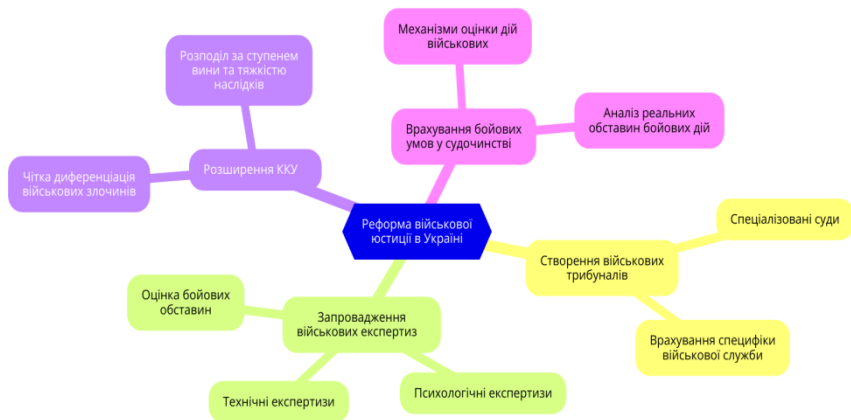 Механізми оцінки дій
військових
Розподіл за ступенем
вини та тяжкістю
наслідків
Аналіз реальних
обставин бойових дій
Врахування бойових
умов у судочинстві
Розширення ККУ
Чітка диференціація
військових злочинів
Реформа військової
юстиції в Україні
Спеціалізовані суди
Створення військових
трибуналів
Врахування специфіки
військової служби
Оцінка бойових
обставин
Запровадження
військових експертиз
Психологічні експертизи
Технічні експертизи